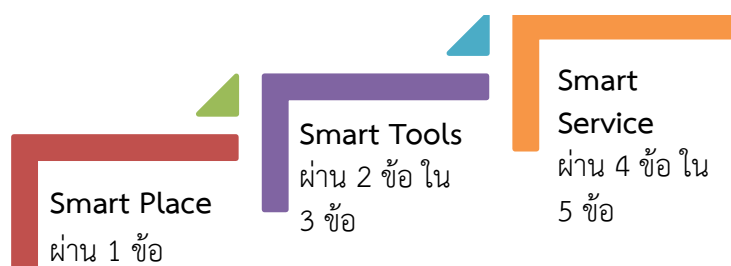 Smart Place
ผ่าน 1 ข้อ
Smart Tools
ผ่าน 2 ข้อ ใน
3 ข้อ
Smart
Service
ผ่าน 4 ข้อ ใน
5 ข้อ